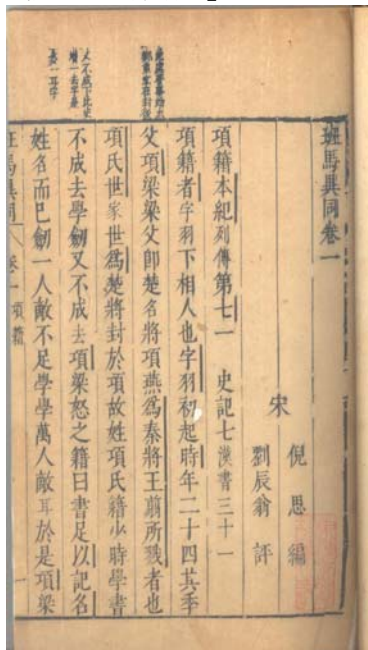 班馬異同卷一
宋
倪思編
劉辰翁評
項籍本紀列傳第七一 史記七漢書三十一
項籍者字羽下相人也字羽初起時年二十四其季
父項梁梁父即楚名將項燕爲秦將王翦所戮者也
項氏世家世爲楚將封於項故姓項氏籍少時學書
不成去學劒又不成去項梁怒之籍曰書足以記名
姓名而已劒一人敵不足學學萬人敵耳於是項梁
班馬異同 卷一 項籍 一